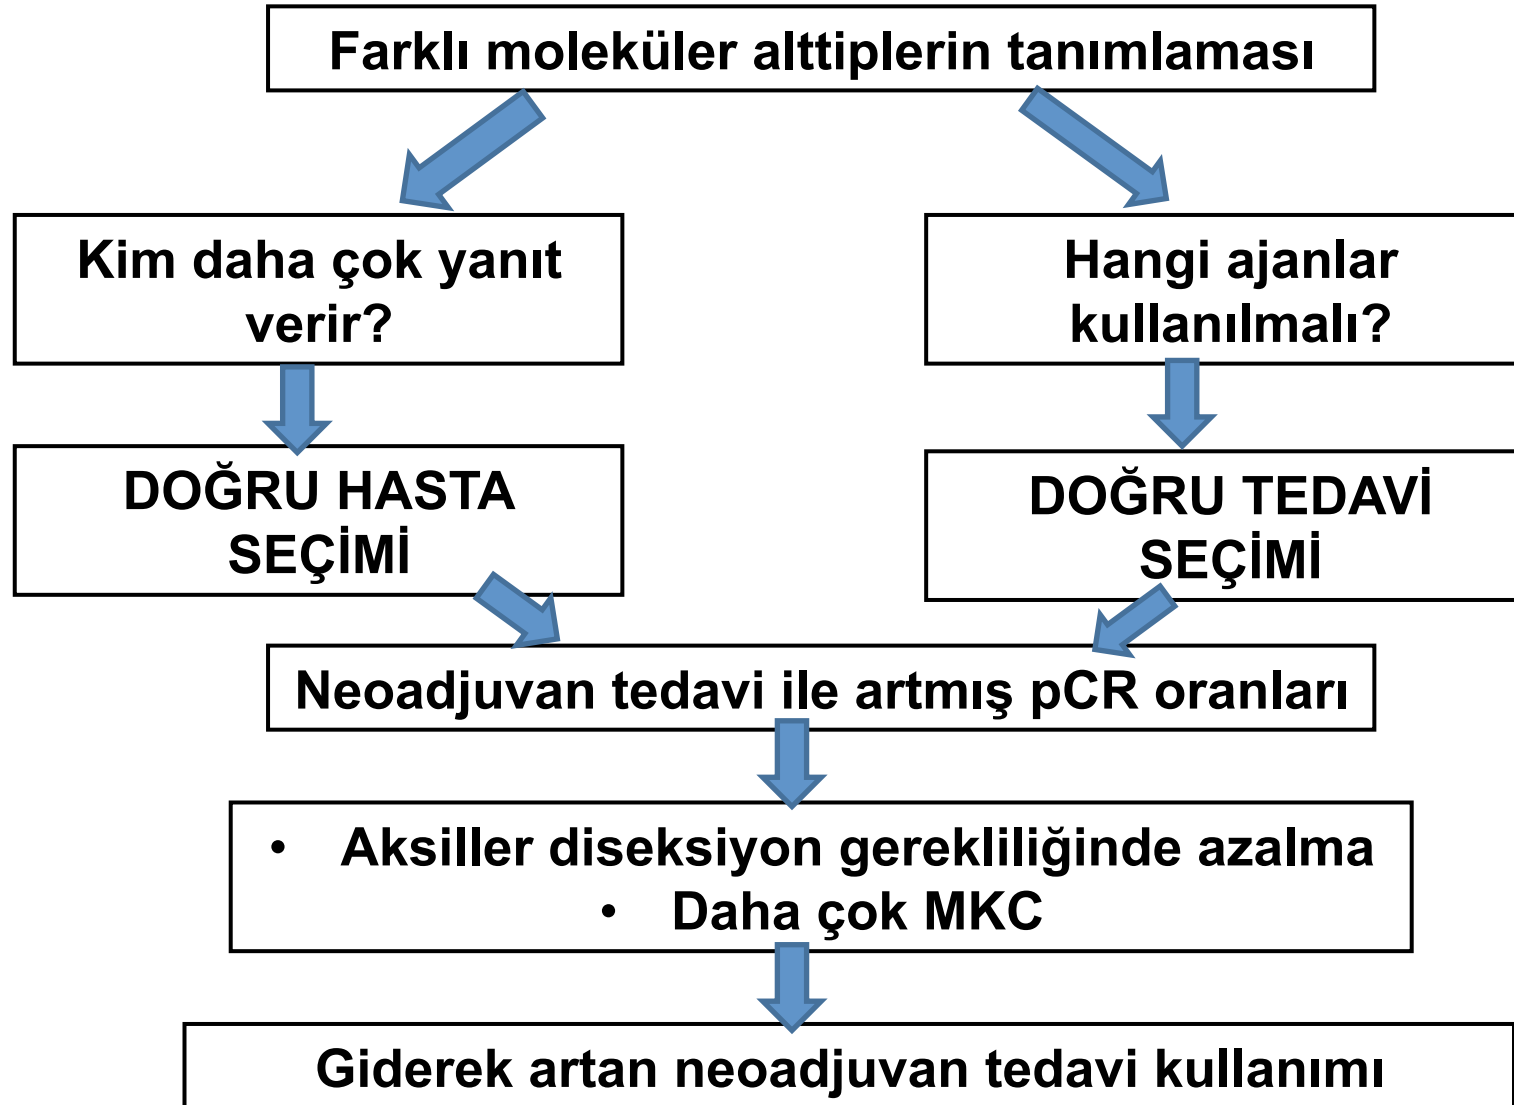 Farklı moleküler alttiplerin tanımlaması
Kim daha çok yanıt
verir?
Hangi ajanlar
kullanılmalı?
DOĞRU HASTA
SEÇİMİ
DOĞRU TEDAVİ
SEÇİMİ
Neoadjuvan tedavi ile artmış pCR oranları
• Aksiller diseksiyon gerekliliğinde azalma
• Daha çok MKC
Giderek artan neoadjuvan tedavi kullanımı